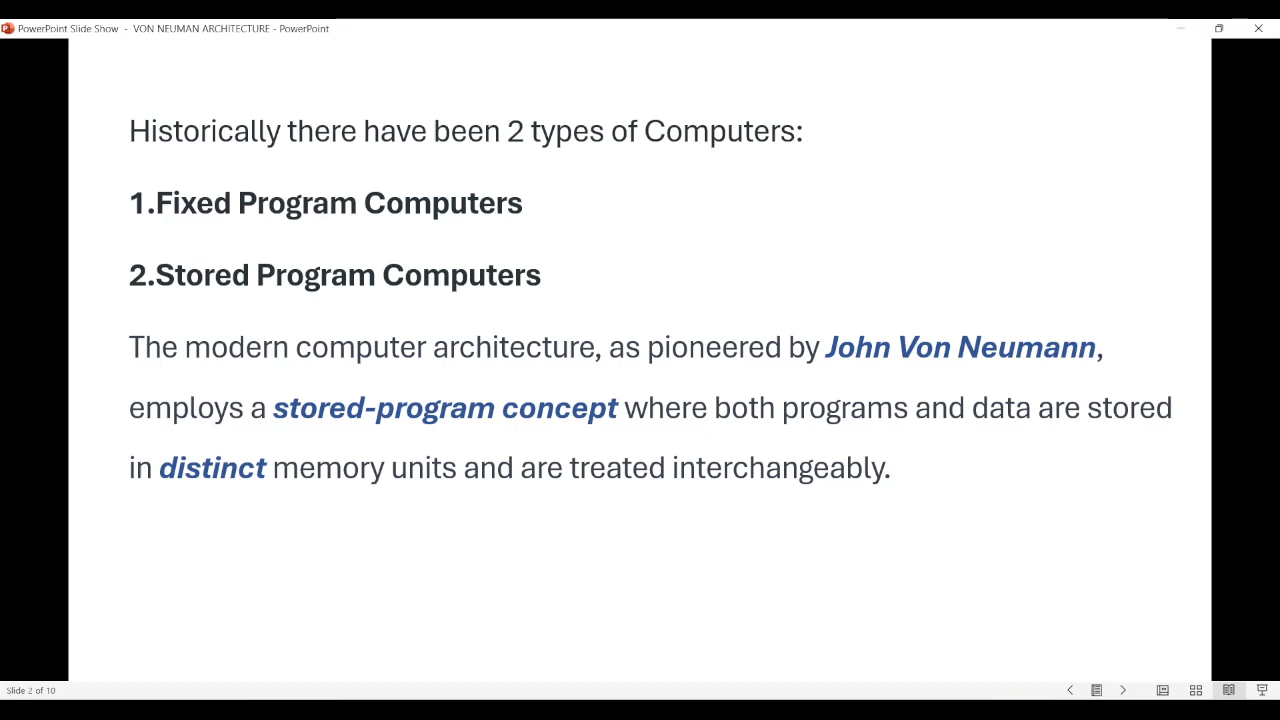 PowerPoint Slide Show - VON NEUMAN ARCHITECTURE - PowerPoint
Historically there have been 2 types of Computers:
1.Fixed Program Computers
2.Stored Program Computers
The modern computer architecture, as pioneered by John Von Neumann,
employs a stored-program concept where both programs and data are stored
in distinct memory units and are treated interchangeably.
Slide 2 of 10